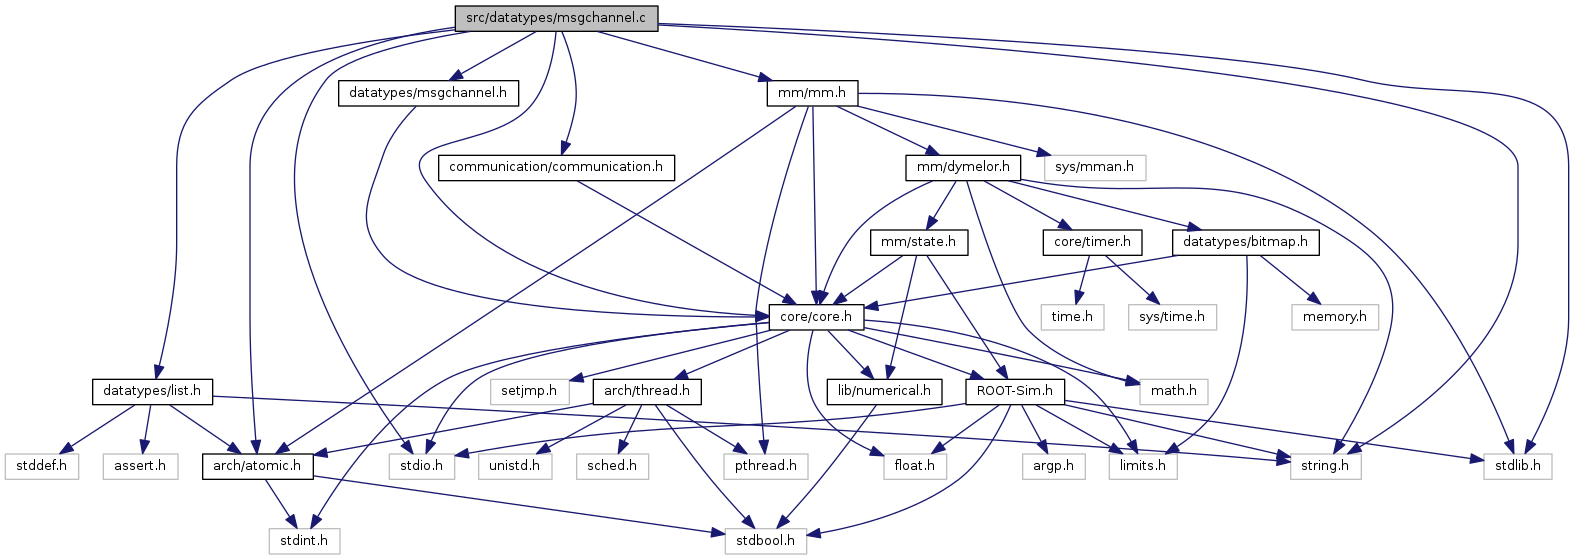 src/datatypes/msgchannel.c
datatypes/msgchannel.h
mm/mm.h
communication/communication.h
mm/dymelor.h
sys/mman.h
mm/state.h
core/timer.h
datatypes/bitmap.h
core/core.h
time.h
sys/time.h
memory.h
datatypes/list.h
setjmp.h
arch/thread.h
lib/numerical.h
ROOT-Sim.h
math.h
stddef.h
assert.h
arch/atomic.h
stdio.h
unistd.h
sched.h
pthread.h
float.h
argp.h
limits.h
string.h
stdlib.h
stdint.h
stdbool.h